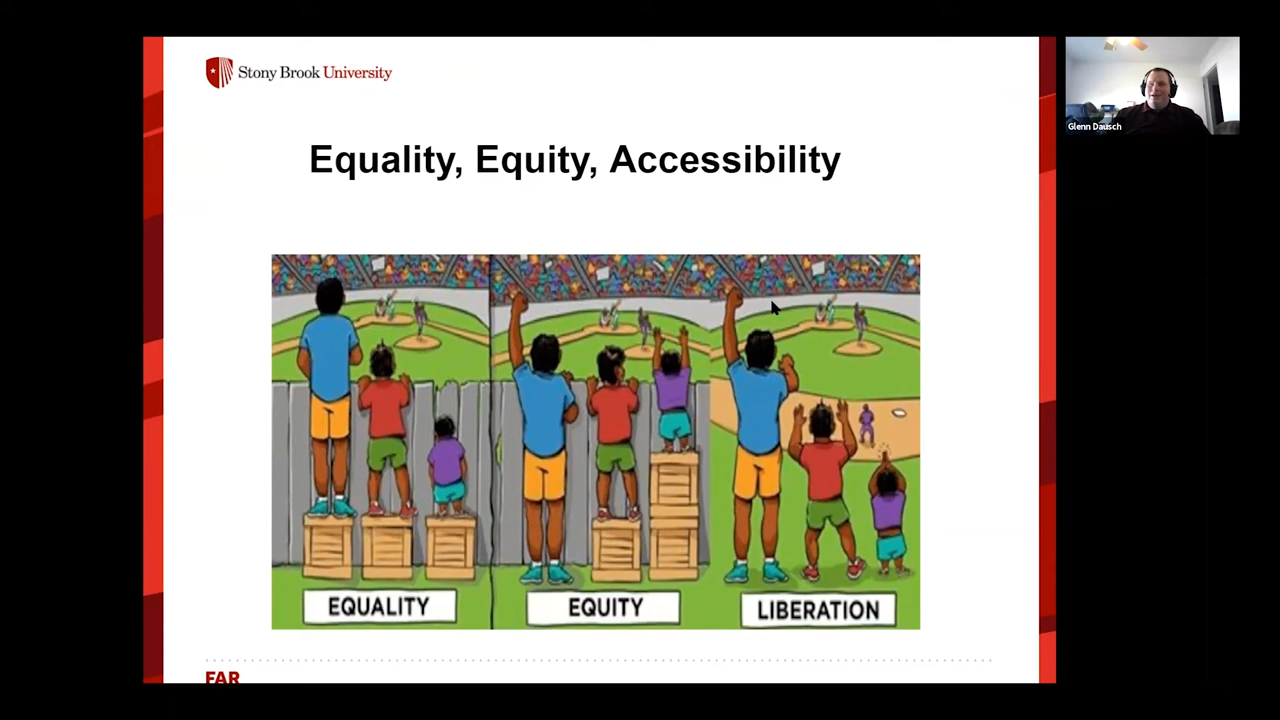 Stony Brook University
Glenn Dausch
Equality, Equity, Accessibility
EQUALITY
EQUITY
LIBERATION
FAR